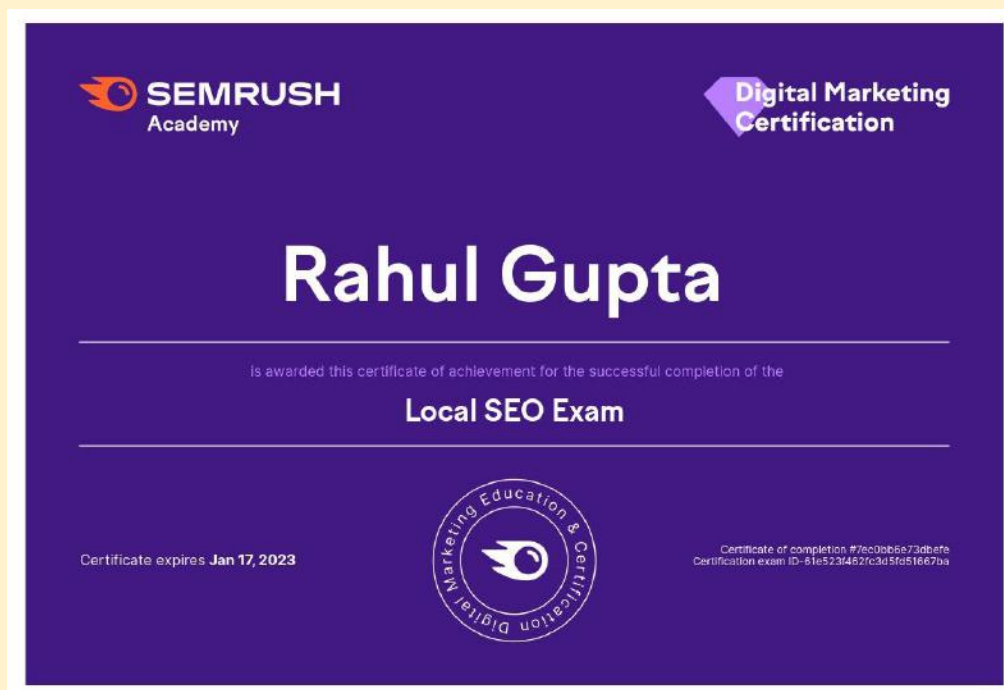 SEMRUSH
Academy
Digital Marketing
Certification
Rahul Gupta
is awarded this certificate of achievement for the successful completion of the
Local SEO Exam
Certificate expires Jan 17, 2023
Digital Marketing Education & Certification
Certificate of completion #7ec0bb6e73dbefe
Certification exam ID-61e523f462fc3d5fd51667ba